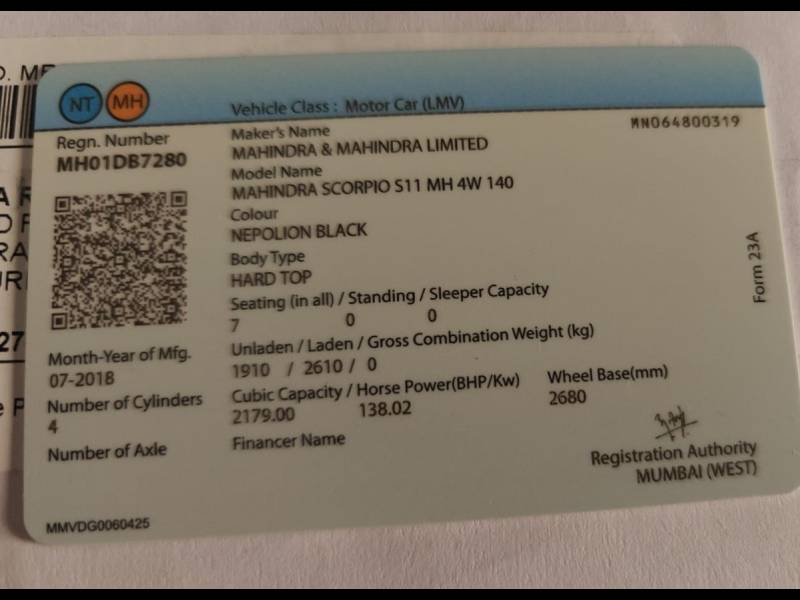 O. ME
NT MH Vehicle Class : Motor Car (LMV)
MN064800319
Regn. Number
MH01DB7280
Maker's Name
MAHINDRA & MAHINDRA LIMITED
Model Name
MAHINDRA SCORPIO S11 MH 4W 140
Colour
NEPOLION BLACK
Body Type
HARD TOP
Seating (in all) / Standing / Sleeper Capacity
7 0 0
Unladen / Laden / Gross Combination Weight (kg)
1910 / 2610 / 0
Cubic Capacity / Horse Power(BHP/Kw) Wheel Base(mm)
2179.00 138.02 2680
Financer Name
Month-Year of Mfg.
07-2018
Number of Cylinders
4
Number of Axle
Form 23A
Registration Authority
MUMBAI (WEST)
MMVDG0060425
27